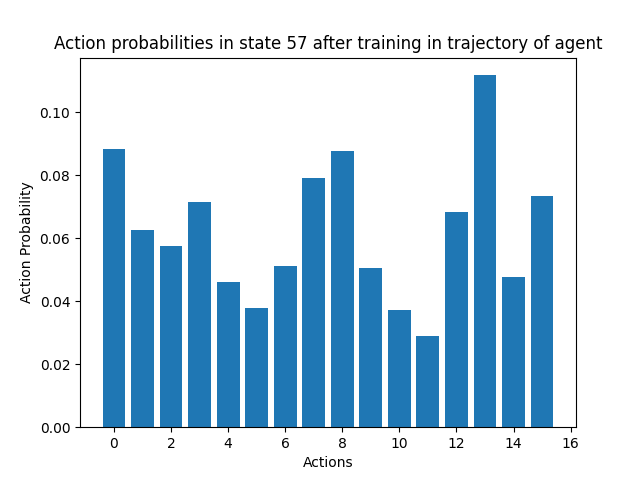 Action probabilities in state 57 after training in trajectory of agent
0.10
0.08
0.06
0.04
0.02
0.00
Action Probability
0 2 4 6 8 10 12 14 16
Actions